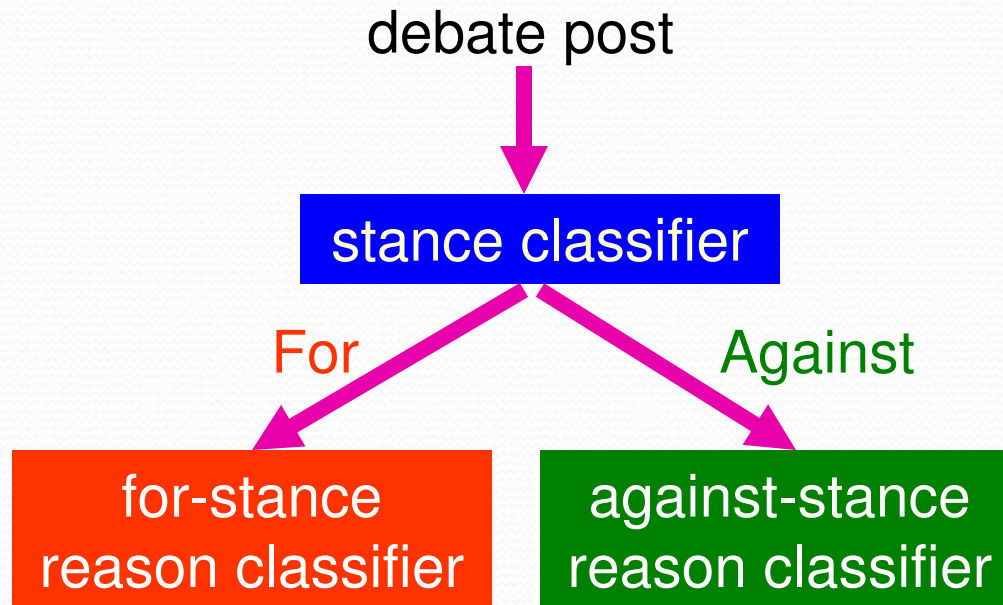 debate post
stance classifier
For
Against
for-stance
reason classifier
against-stance
reason classifier